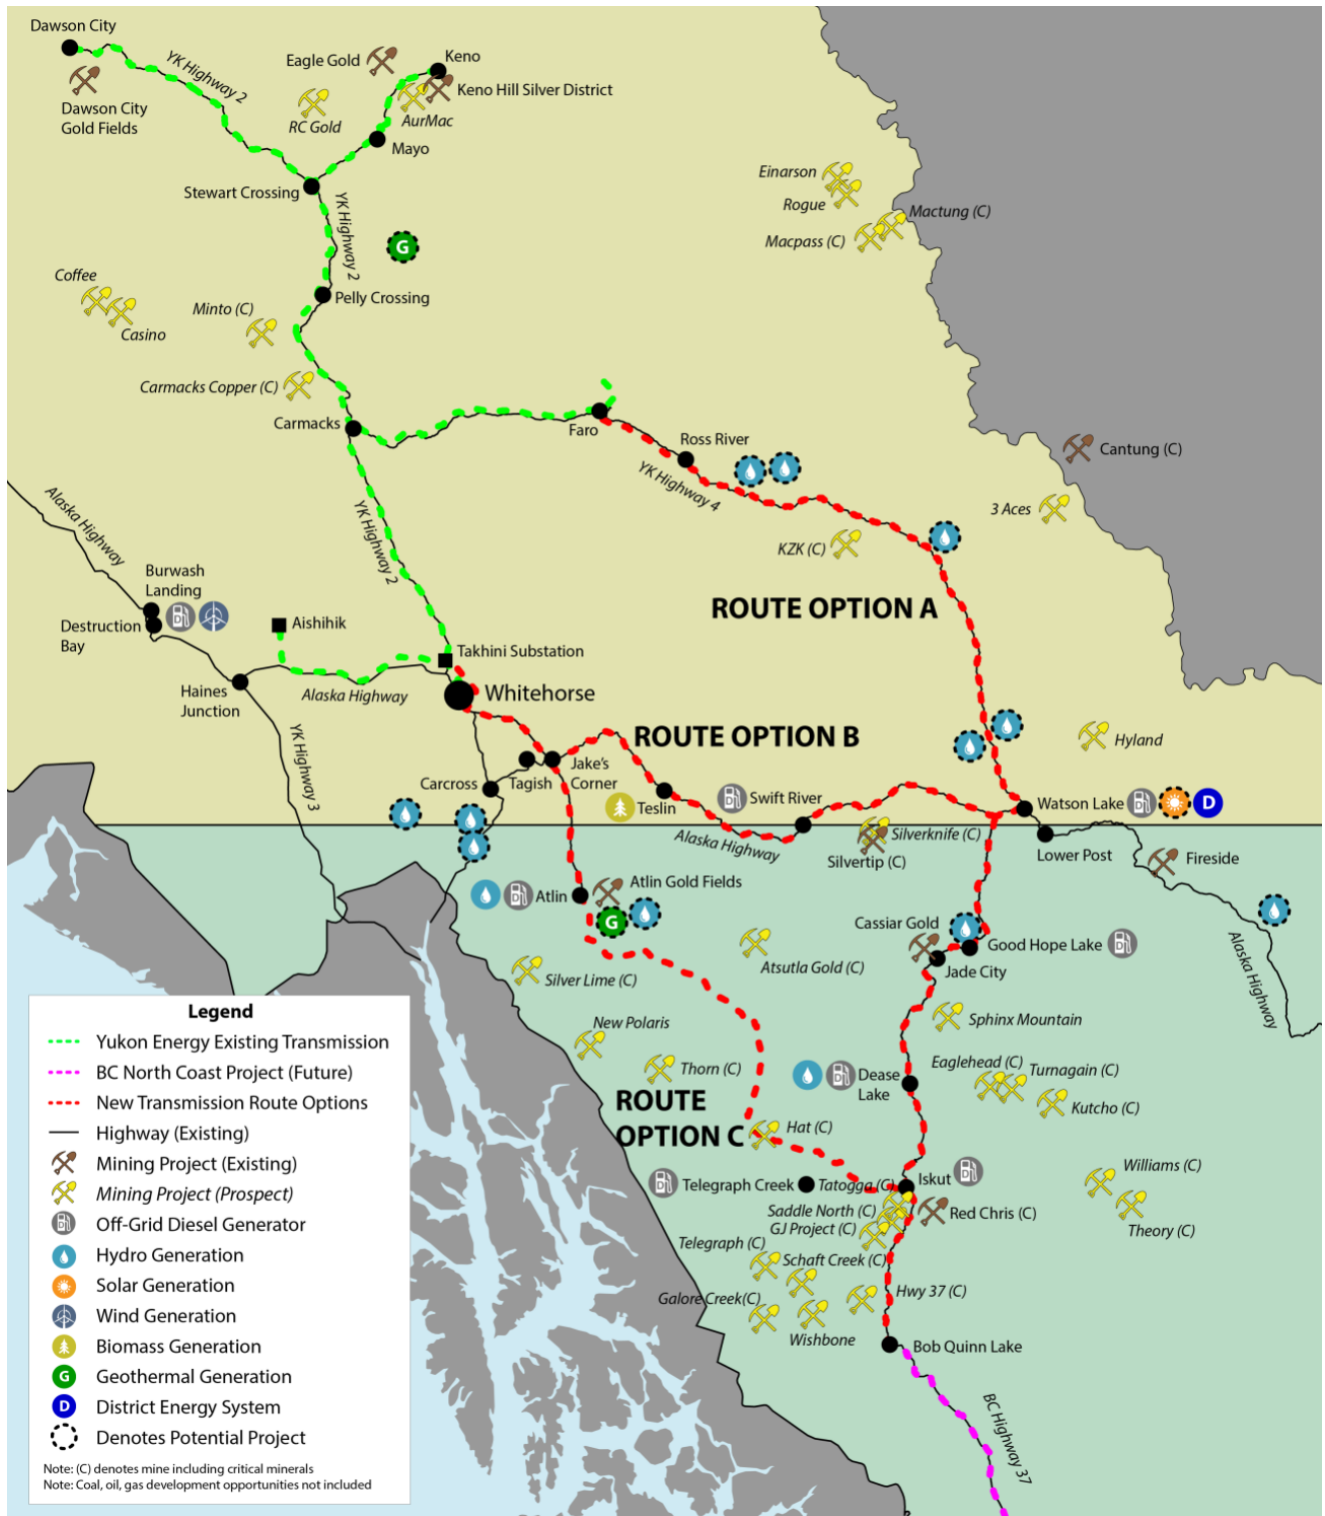 Dawson City
YK Highway 2
Dawson City
Gold Fields
Eagle Gold
Keno
Keno Hill Silver District
RC Gold
AurMac
Mayo
Stewart Crossing
YK Highway 2
G
Pelly Crossing
Coffee
Casino
Minto (C)
Carmacks Copper (C)
Carmacks
Einarson
Rogue
Mactung (C)
Macpass (C)
Faro
Ross River
YK Highway 4
Cantung (C)
3 Aces
KZK (C)
YK Highway 2
Alaska Highway
Burwash
Landing
D
Destruction
Bay
Aishihik
ROUTE OPTION A
Takhini Substation
Haines
Junction
Alaska Highway
Whitehorse
YK Highway 3
ROUTE OPTION B
Hyland
Carcross
Tagish
Jake's
Corner
Teslin
D
Swift River
Alaska Highway
Watson Lake
D
D
Silverknife (C)
Silvertip (C)
Lower Post
Fireside
D
Atlin
Atlin Gold Fields
G
Cassiar Gold
Good Hope Lake
D
Jade City
Alaska Highway
Atsutla Gold (C)
Silver Lime (C)
New Polaris
Sphinx Mountain
Thorn (C)
D
Dease
Lake
Eaglehead (C)
Turnagain (C)
Kutcho (C)
ROUTE
OPTION C
Hat (C)
D
Telegraph Creek
Tatogga (C)
Iskut
D
Williams (C)
Saddle North (C)
Red Chris (C)
GJ Project (C)
Theory (C)
Telegraph (C)
Schaft Creek (C)
Galore Creek(C)
Hwy 37 (C)
Wishbone
Bob Quinn Lake
BC Highway 37
Legend
Yukon Energy Existing Transmission
BC North Coast Project (Future)
New Transmission Route Options
Highway (Existing)
Mining Project (Existing)
Mining Project (Prospect)
D
Off-Grid Diesel Generator
Hydro Generation
Solar Generation
Wind Generation
Biomass Generation
G
Geothermal Generation
D
District Energy System
Denotes Potential Project
Note: (C) denotes mine including critical minerals
Note: Coal, oil, gas development opportunities not included